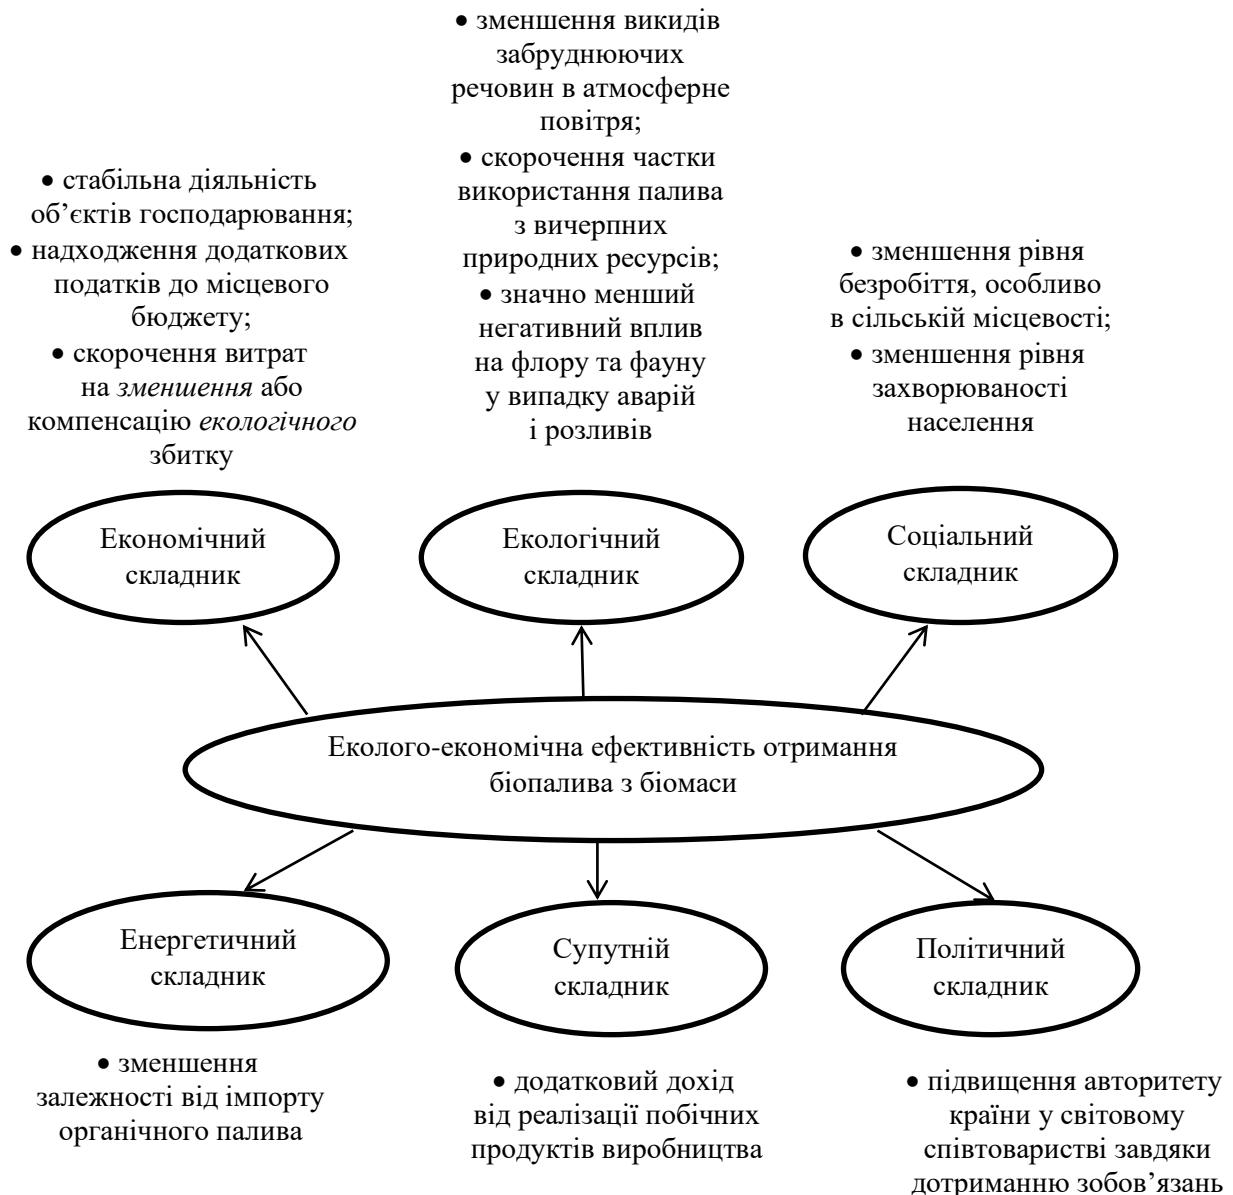 • зменшення викидів
забруднюючих
речовин в атмосферне
повітря;
• скорочення частки
використання палива
з вичерпних
природних ресурсів;
• значно менший
негативний вплив
на флору та фауну
у випадку аварій
і розливів
• стабільна діяльність
об’єктів господарювання;
• надходження додаткових
податків до місцевого
бюджету;
• скорочення витрат
на зменшення або
компенсацію екологічного
збитку
• зменшення рівня
безробіття, особливо
в сільській місцевості;
• зменшення рівня
захворюваності
населення
Економічний
складник
Екологічний
складник
Соціальний
складник
Еколого-економічна ефективність отримання
біопалива з біомаси
Енергетичний
складник
Супутній
складник
Політичний
складник
• зменшення
залежності від імпорту
органічного палива
• додатковий дохід
від реалізації побічних
продуктів виробництва
• підвищення авторитету
країни у світовому
співтоваристві завдяки
дотриманню зобов’язань